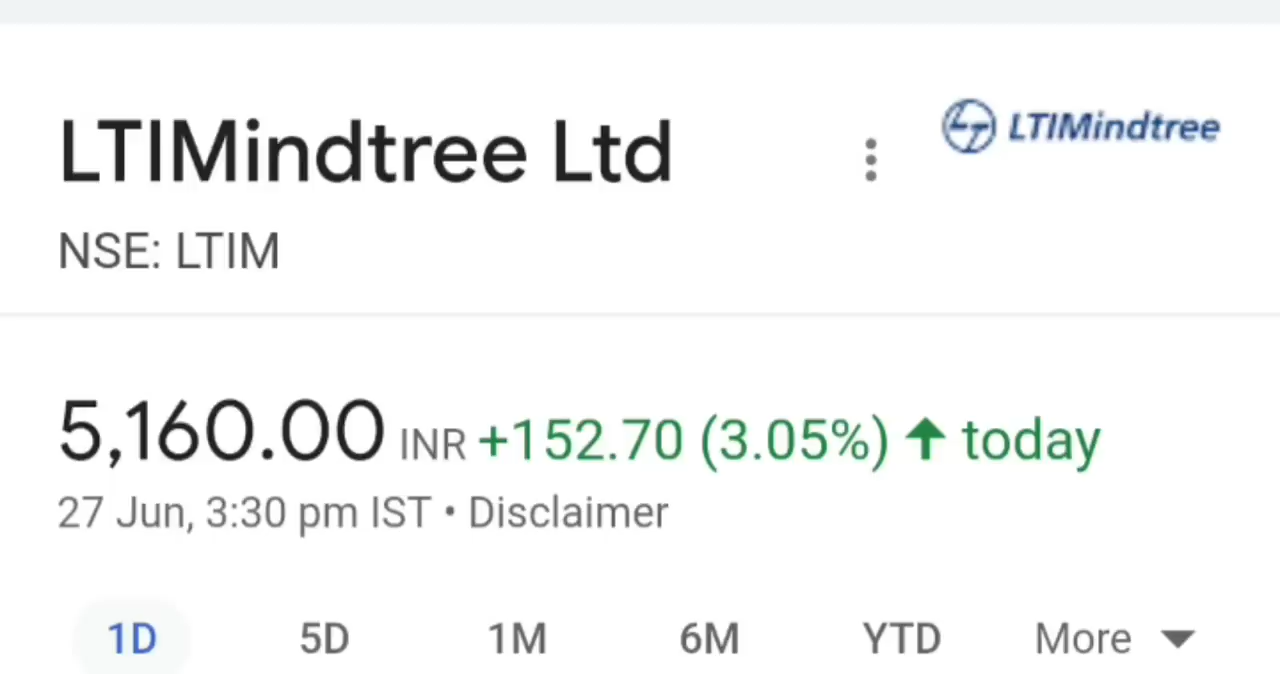 LTIMindtree Ltd
LTIMindtree
NSE: LTIM
5,160.00 INR +152.70 (3.05%) ↑ today
27 Jun, 3:30 pm IST • Disclaimer
1D 5D 1M 6M YTD More